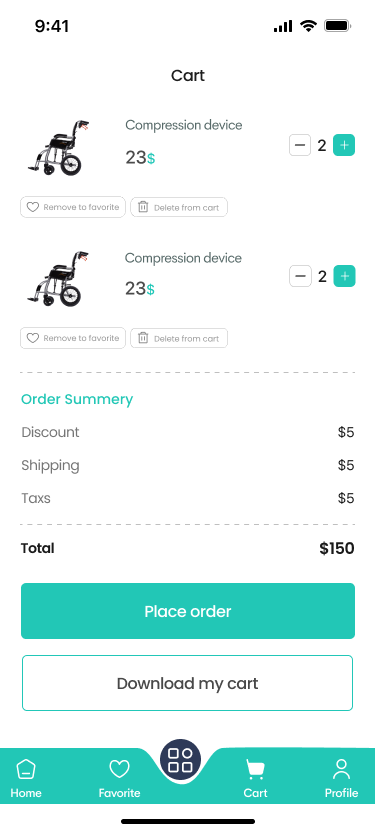 9:41
Cart
Compression device
23$
2
Remove to favorite
Delete from cart
Compression device
23$
2
Remove to favorite
Delete from cart
Order Summery
Discount $5
Shipping $5
Taxs $5
Total $150
Place order
Download my cart
Home Favorite Cart Profile